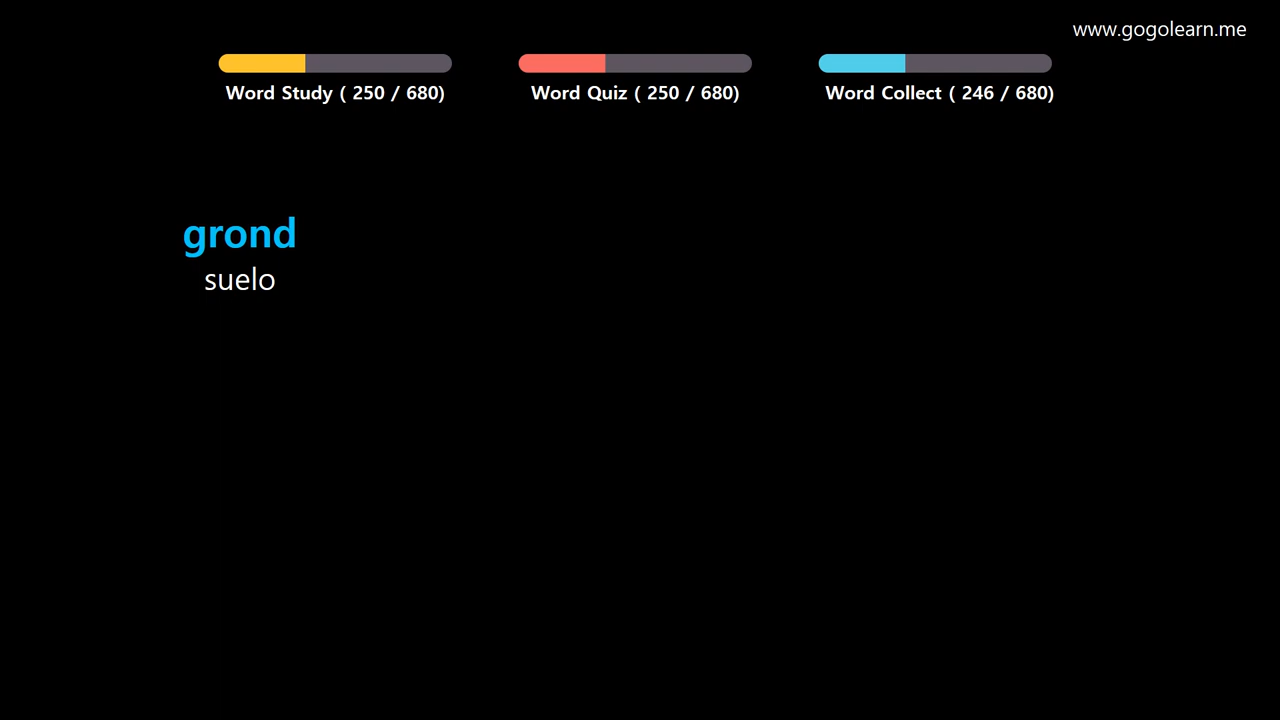 www.gogolearn.me
Word Study ( 250 / 680)
Word Quiz ( 250 / 680)
Word Collect ( 246 / 680)
grond
suelo